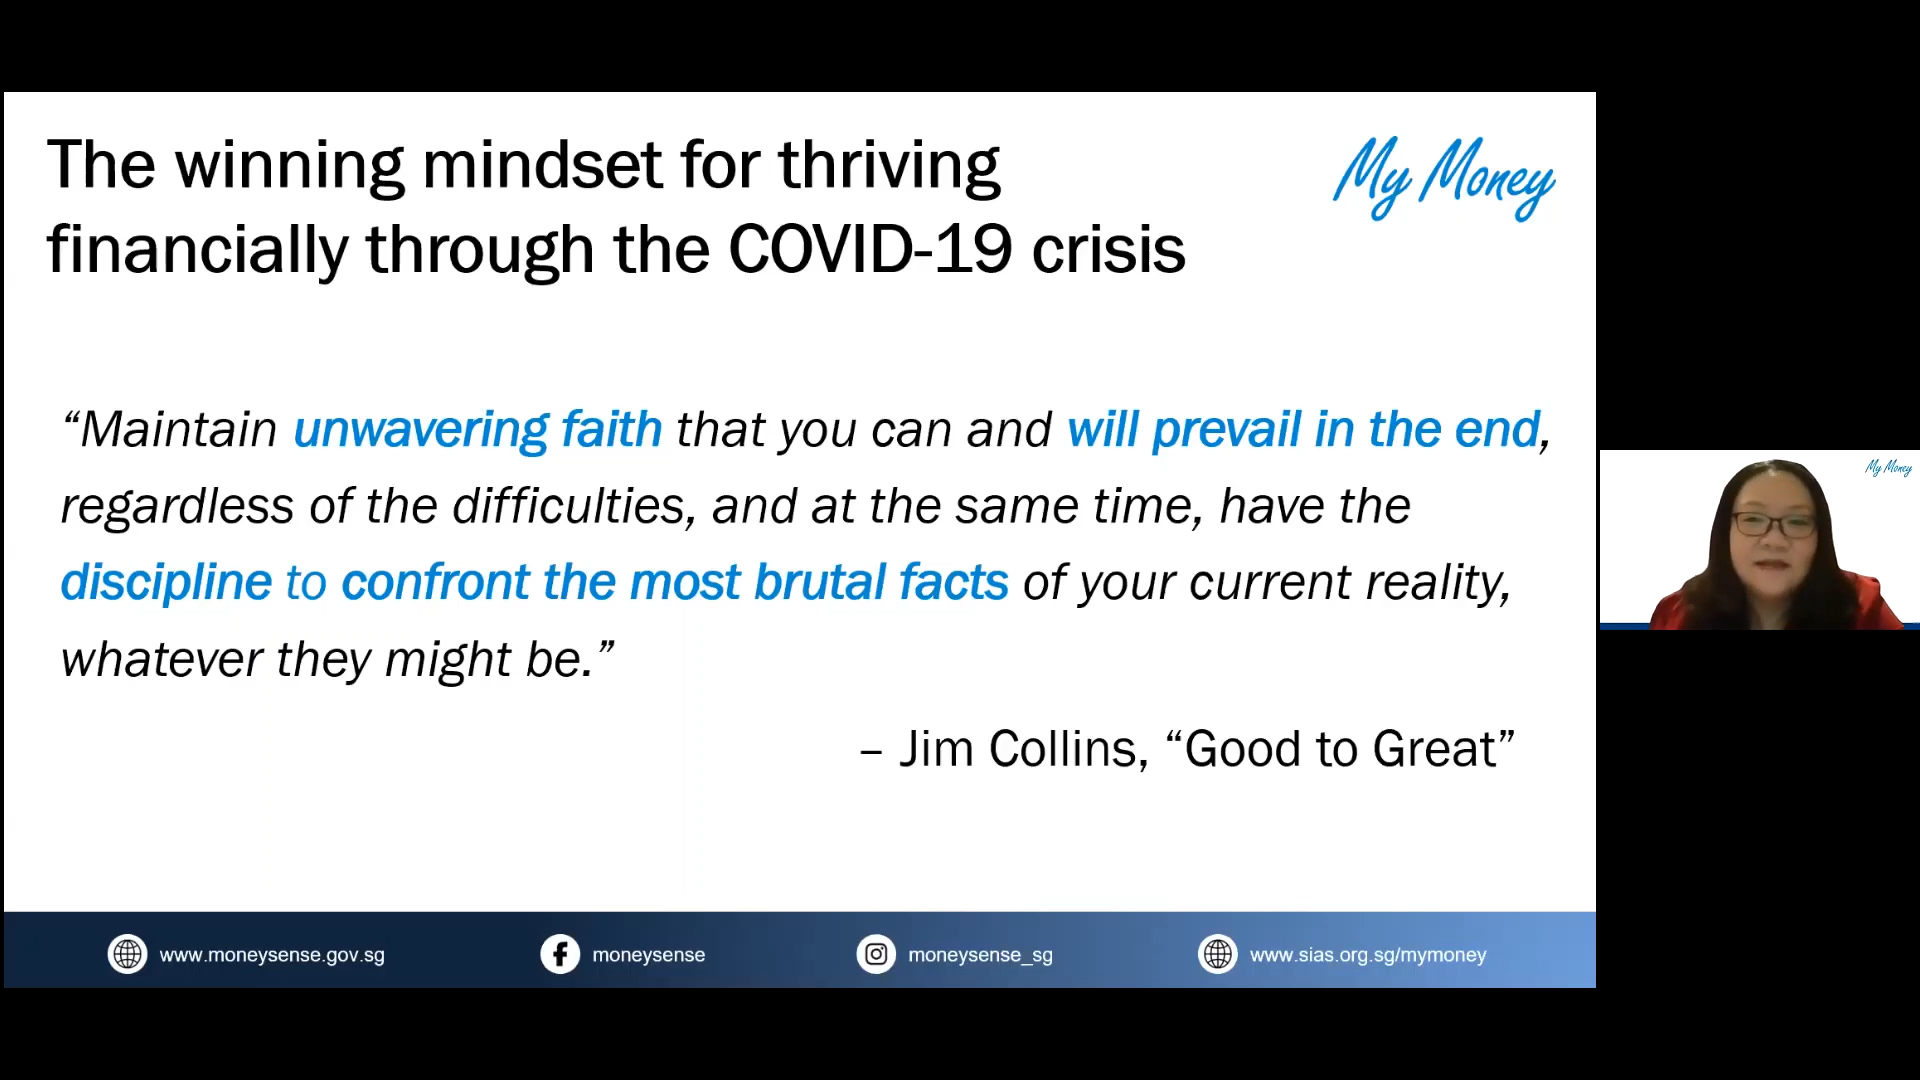 The winning mindset for thriving
financially through the COVID-19 crisis
My Money
“Maintain unwavering faith that you can and will prevail in the end,
regardless of the difficulties, and at the same time, have the
discipline to confront the most brutal facts of your current reality,
whatever they might be.”
– Jim Collins, “Good to Great”
www.moneysense.gov.sg
moneysense
moneysense_sg
www.sias.org.sg/mymoney
My Money